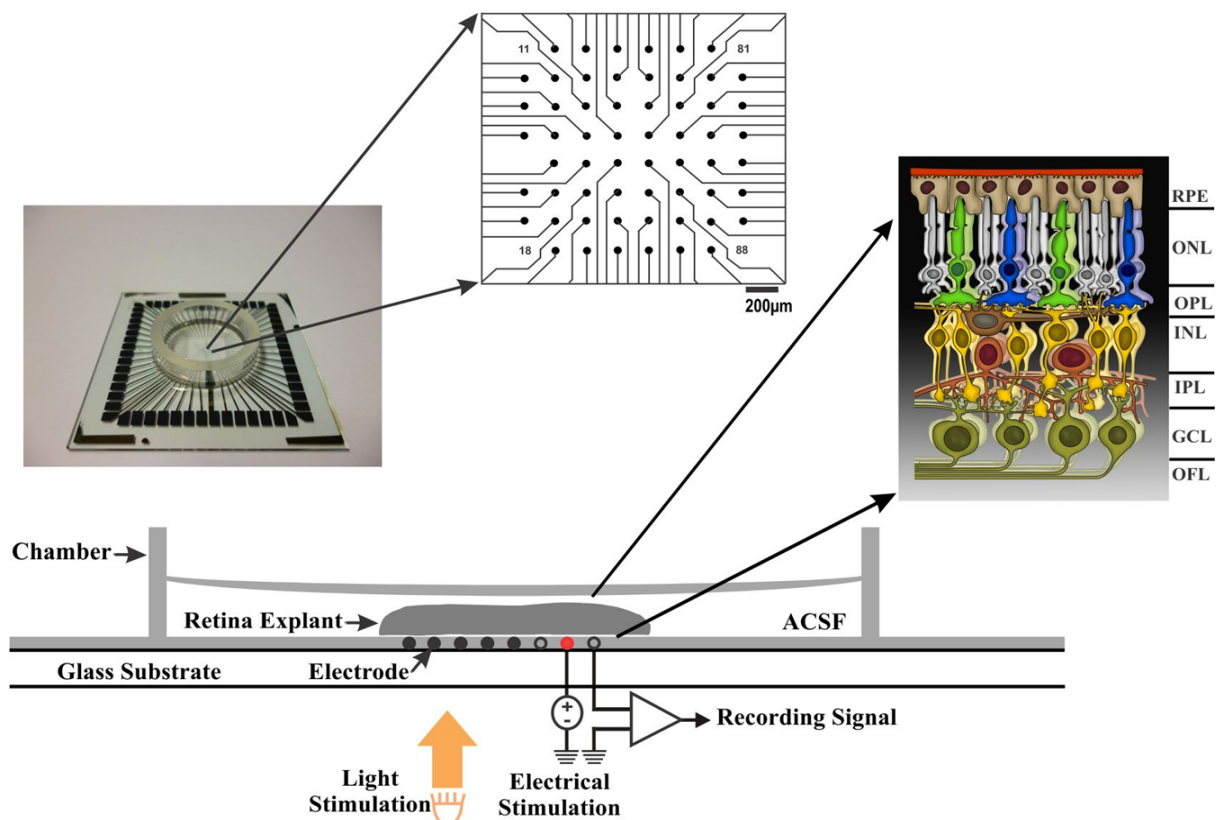 11
81
18
88
200μm
RPE
ONL
OPL
INL
IPL
GCL
OFL
Chamber
Retina Explant
ACSF
Glass Substrate
Electrode
+
-
Recording Signal
Light
Stimulation
Electrical
Stimulation